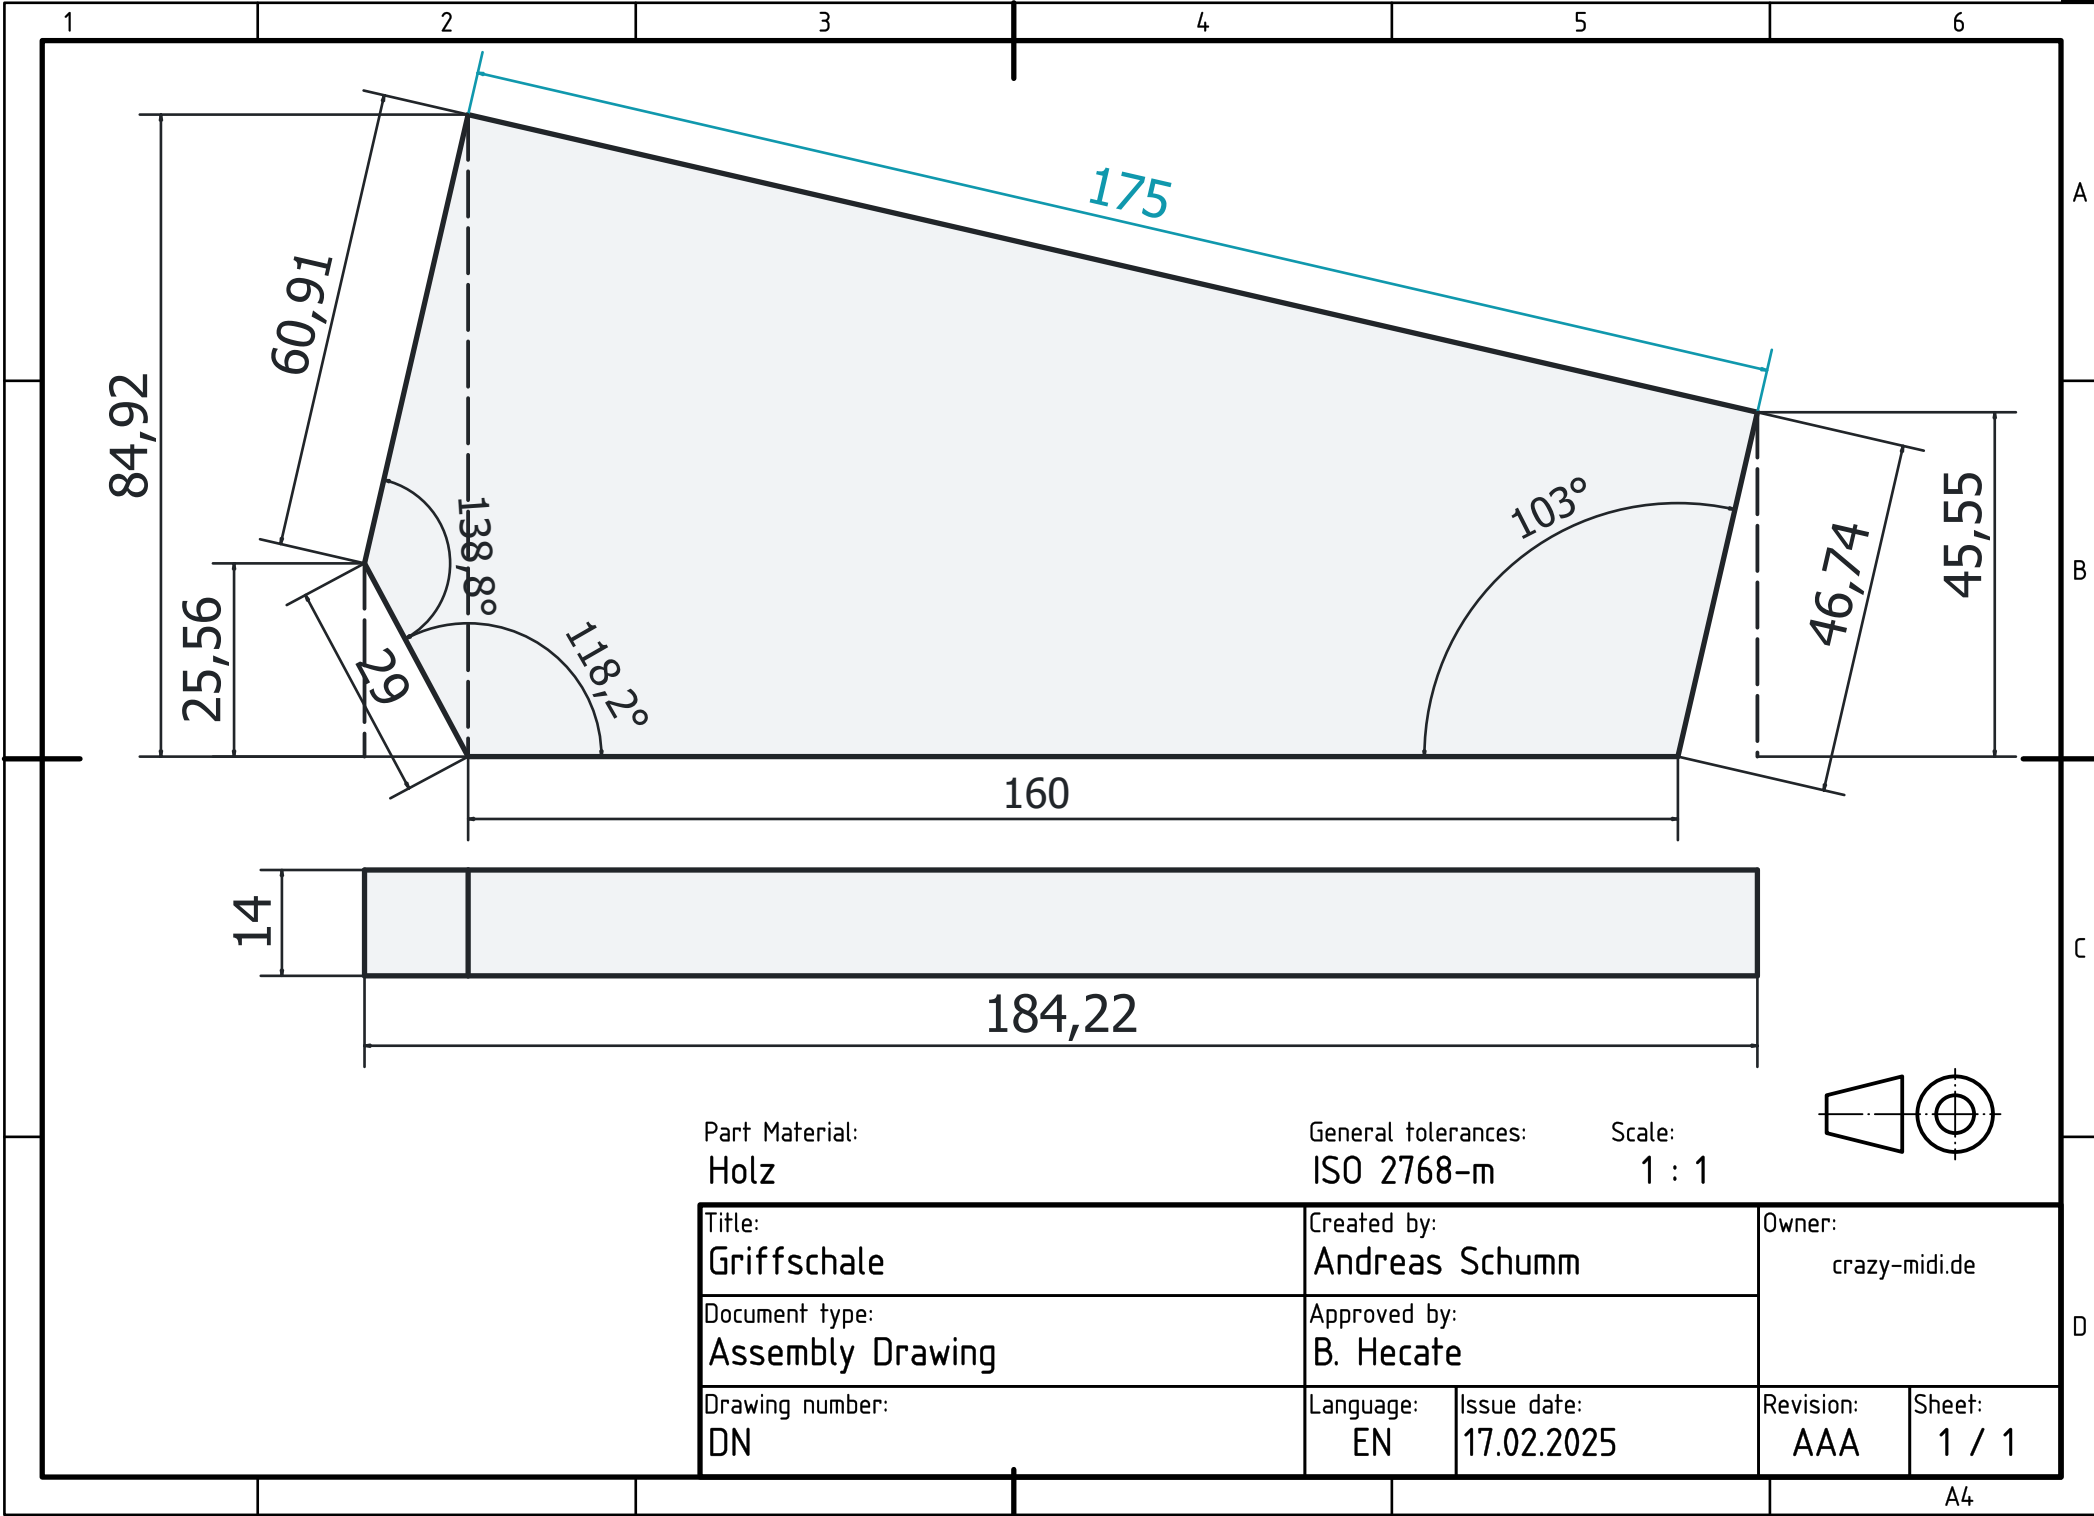 1 2 3 4 5 6
A
B
C
D
175
60,91
84,92
138,8°
103°
45,55
46,74
25,56
29
118,2°
160
14
184,22
Part Material:
Holz
General tolerances:
ISO 2768-m
Scale:
1 : 1
Title:
Griffschale
Created by:
Andreas Schumm
Owner:
crazy-midi.de
Document type:
Assembly Drawing
Approved by:
B. Hecate
Drawing number:
DN
Language:
EN
Issue date:
17.02.2025
Revision:
AAA
Sheet:
1 / 1
A4